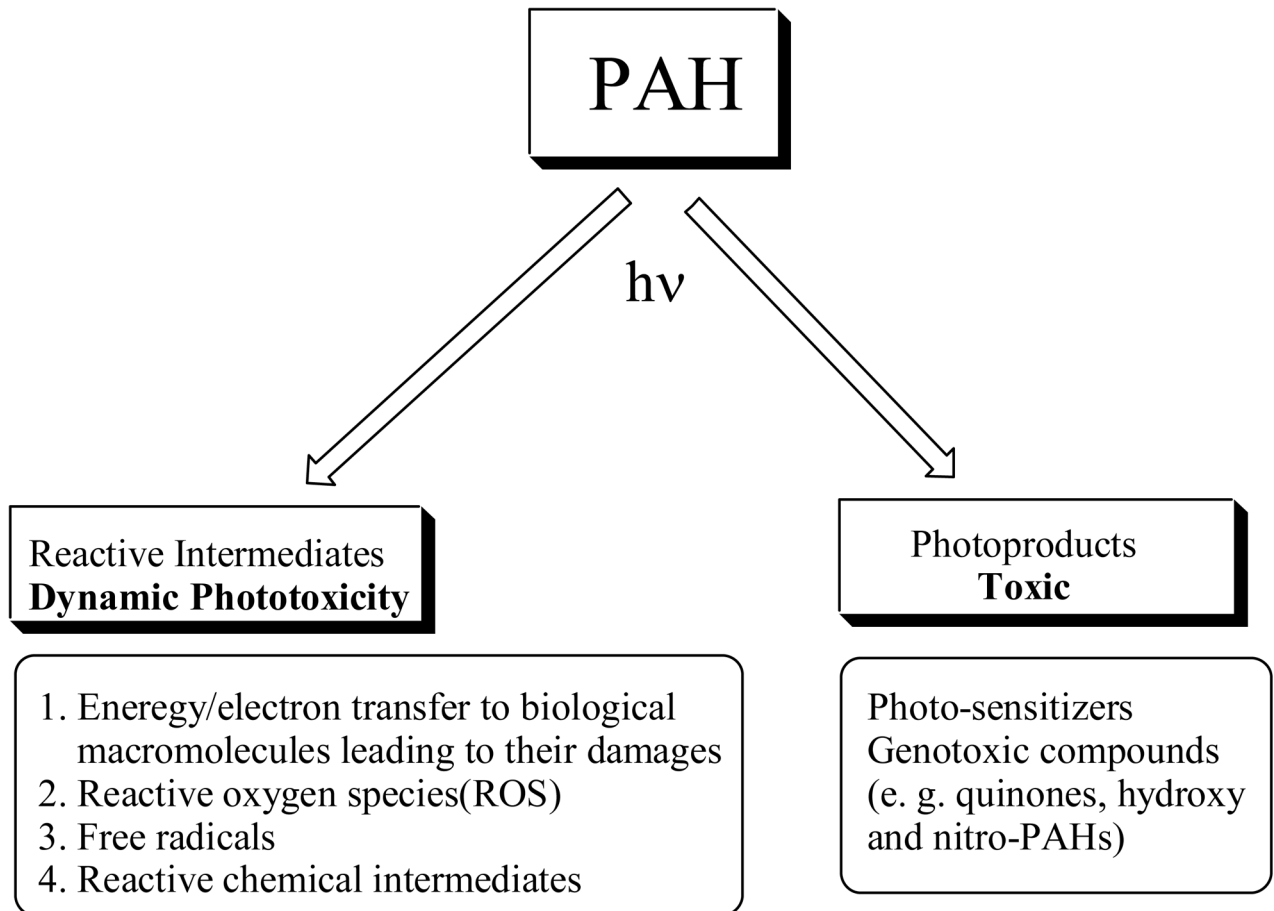 PAH
hν
Reactive Intermediates
Dynamic Phototoxicity
1. Eneregy/electron transfer to biological
macromolecules leading to their damages
2. Reactive oxygen species(ROS)
3. Free radicals
4. Reactive chemical intermediates
Photoproducts
Toxic
Photo-sensitizers
Genotoxic compounds
(e. g. quinones, hydroxy
and nitro-PAHs)